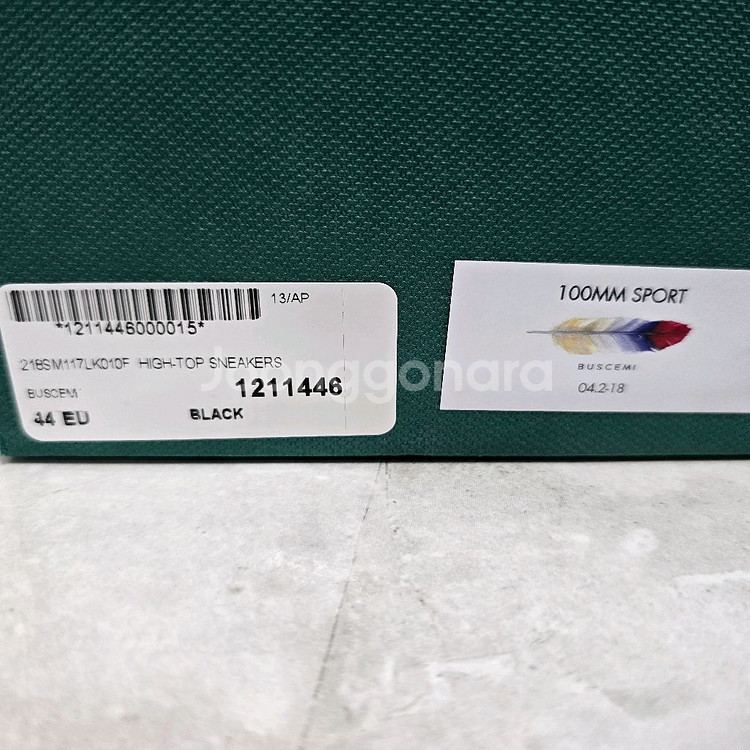 13/AP
*1211446000015*
218SM117LK010F HIGH-TOP SNEAKERS
BUSCEMI
1211446
44 EU
BLACK
100MM SPORT
BUSCEMI
04.2-18
Joonggonara